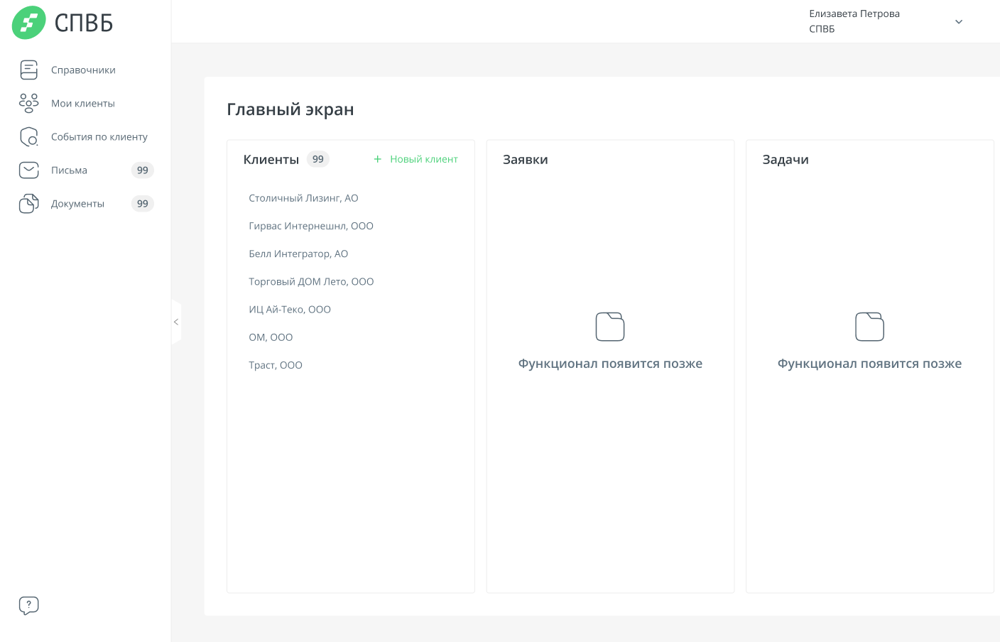 СПВБ
Елизавета Петрова
СПВБ
Справочники
Мои клиенты
События по клиенту
Письма 99
Документы 99
Главный экран
Клиенты 99 + Новый клиент
Столичный Лизинг, АО
Гирвас Интернешнл, ООО
Белл Интегратор, АО
Торговый ДОМ Лето, ООО
ИЦ Ай-Теко, ООО
ОМ, ООО
Траст, ООО
Заявки
Функционал появится позже
Задачи
Функционал появится позже
?